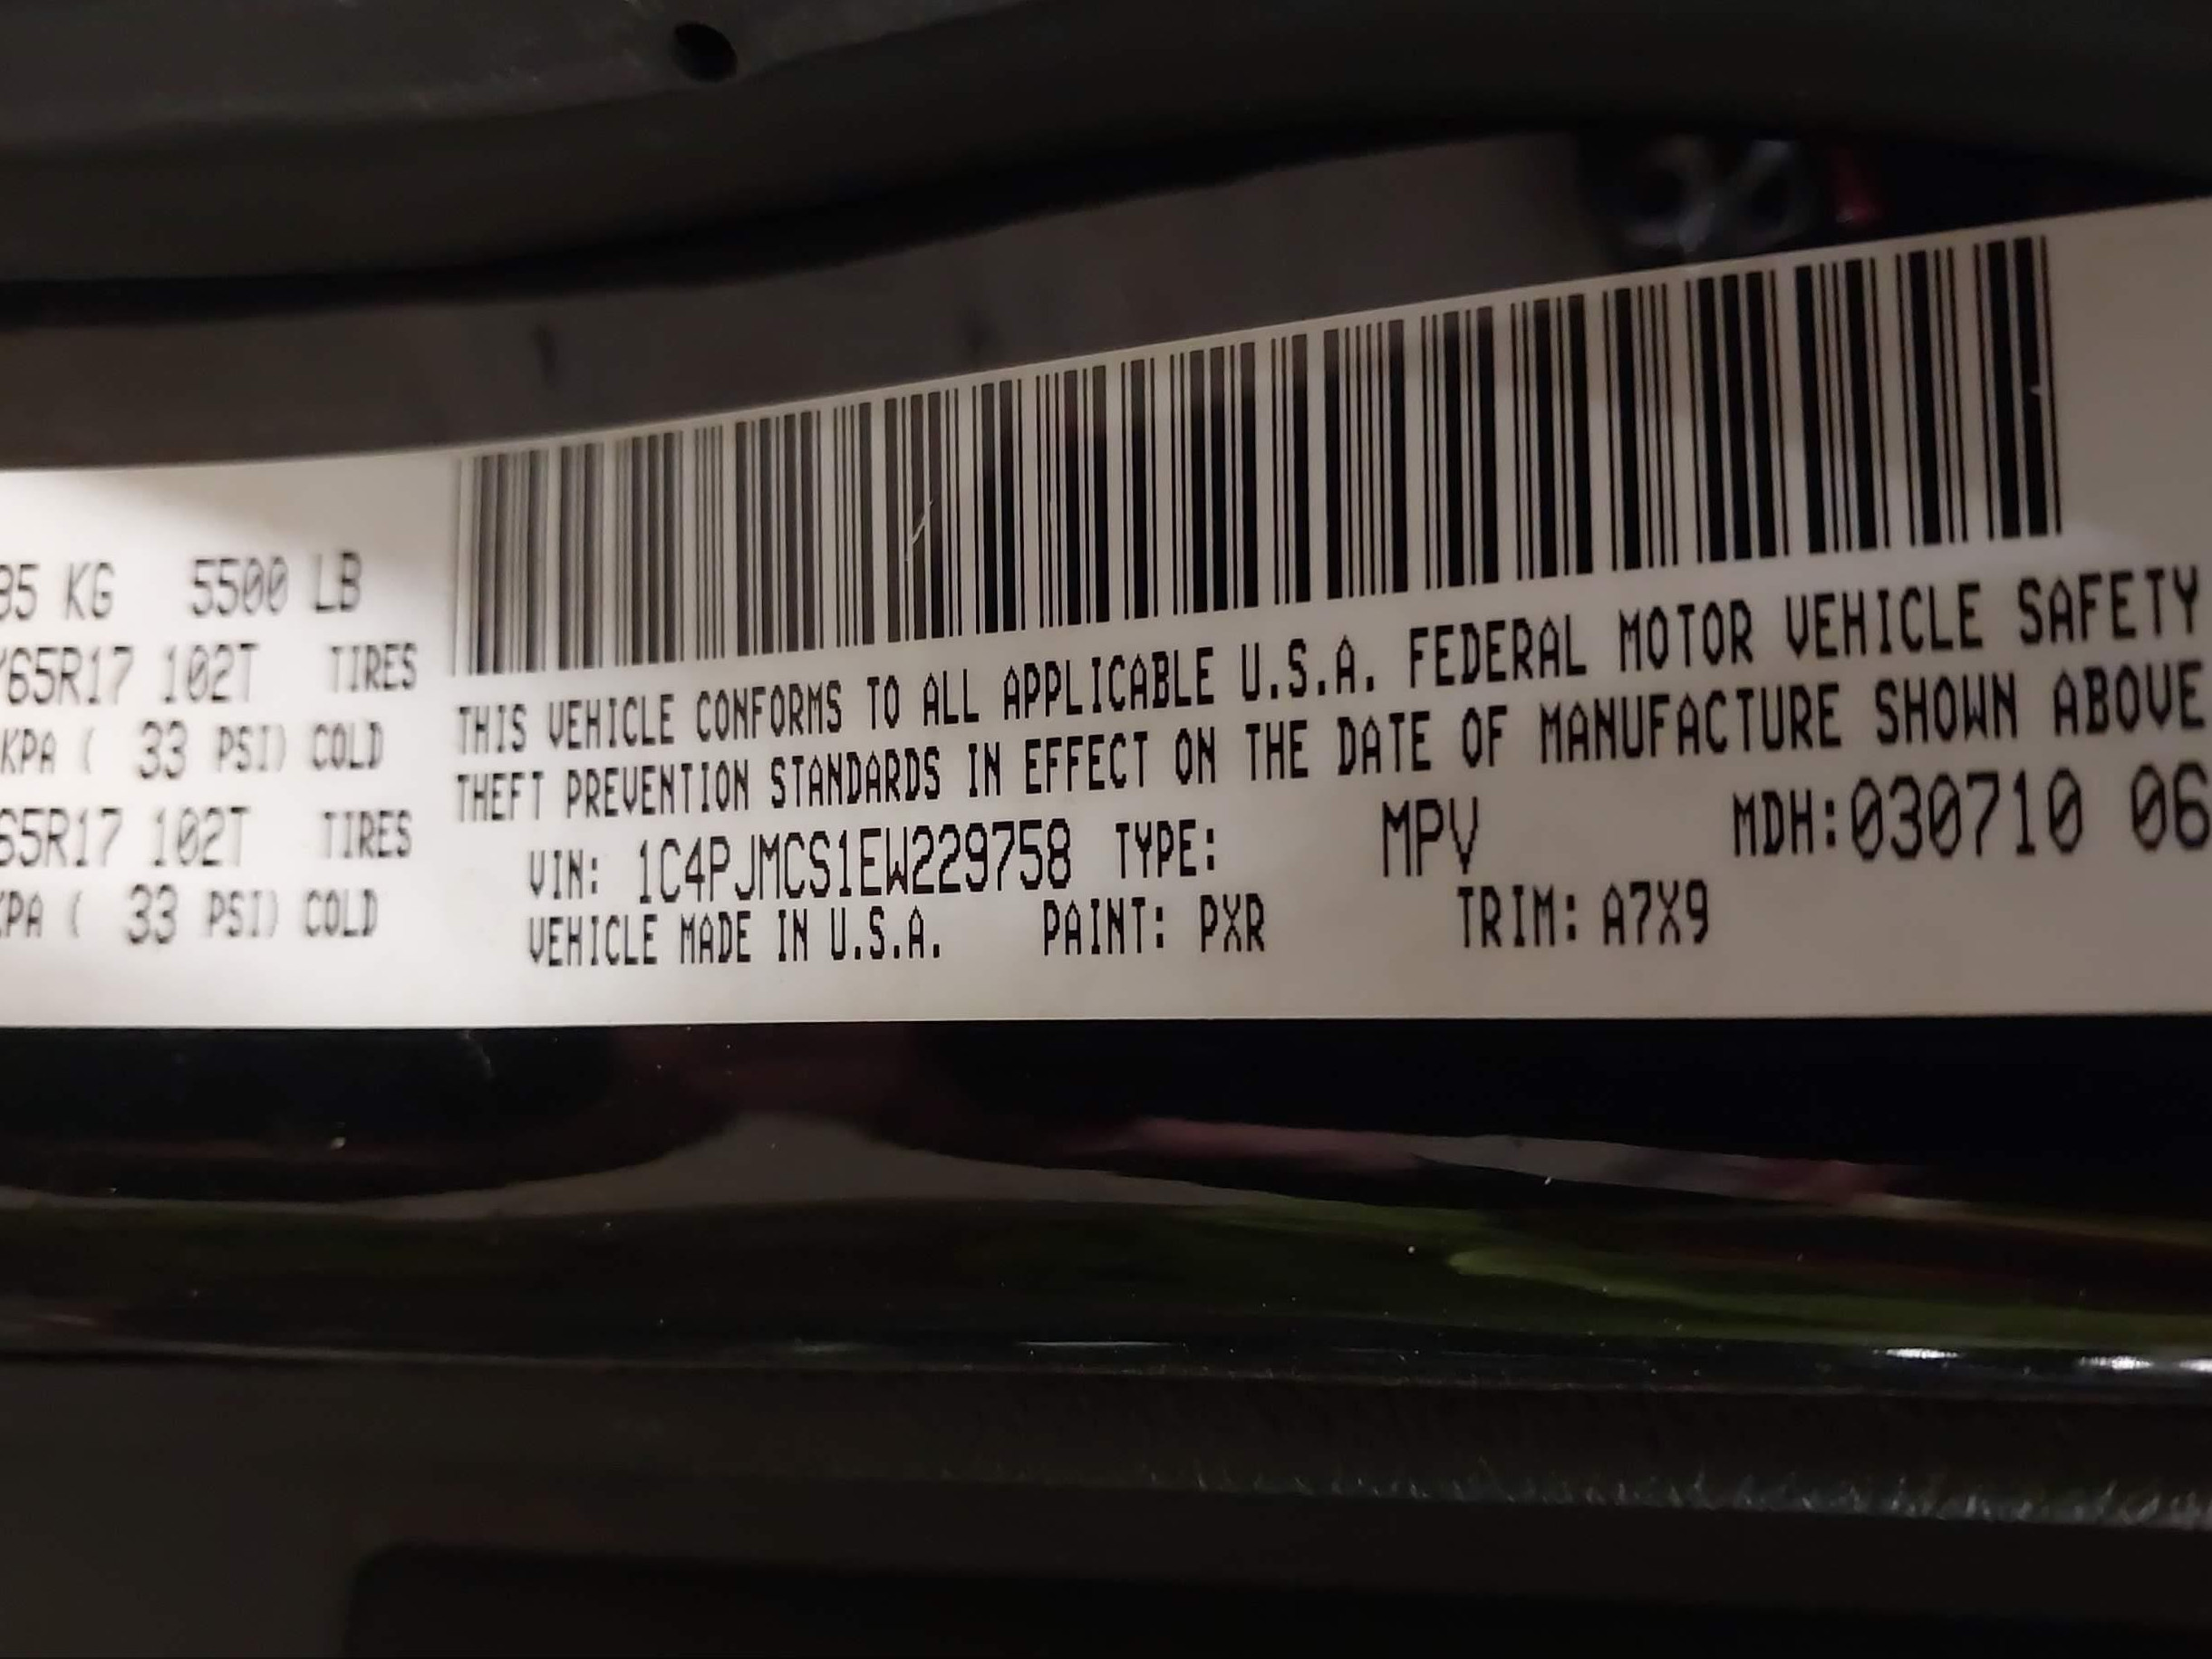 85 KG 5500 LB
/65R17 102T TIRES
KPA ( 33 PSI) COLD
65R17 102T TIRES
KPA ( 33 PSI) COLD
THIS VEHICLE CONFORMS TO ALL APPLICABLE U.S.A. FEDERAL MOTOR VEHICLE SAFETY
THEFT PREVENTION STANDARDS IN EFFECT ON THE DATE OF MANUFACTURE SHOWN ABOVE
VIN: 1C4PJMCS1EW229758 TYPE: MPV MDH:030710 06
VEHICLE MADE IN U.S.A. PAINT: PXR TRIM: A7X9